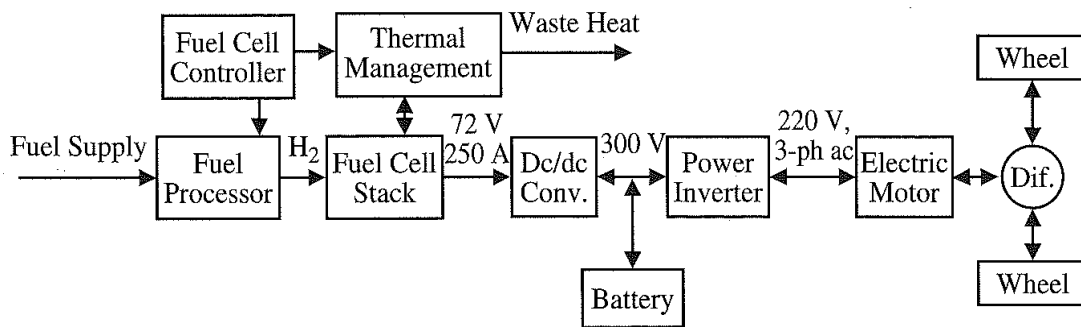 Fuel Cell
Controller
Thermal
Management
Waste Heat
Wheel
Fuel Supply
Fuel
Processor
H2
Fuel Cell
Stack
72 V
250 A
Dc/dc
Conv.
300 V
Power
Inverter
220 V,
3-ph ac
Electric
Motor
Dif.
Battery
Wheel